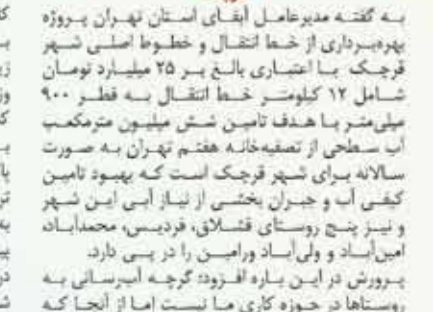 به گفته مدیرعامل آبفای استان تهران پروژه
بهره‌برداری از خط انتقال و خطوط اصلی شهر
قرچک با اعتباری بالغ بر ۲۵ میلیارد تومان
شامل ۱۲ کیلومتر خط انتقال به قطر ۹۰۰
میلی‌متر با هدف تامین شش میلیون مترمکعب
آب سطحی از تصفیه‌خانه هفتم تهران به صورت
سالانه برای شهر قرچک است که بهبود تامین
کیفی آب و جبران بخشی از نیاز آبی این شهر
و نیز پنج روستای قشلاق، فردیس، محمدآباد،
امین‌آباد و ولی‌آباد ورامین را در پی دارد.
پرورش در این باره افزود: گرچه آبرسانی به
روستاها در حوزه کاری ما نیست اما از آنجا که